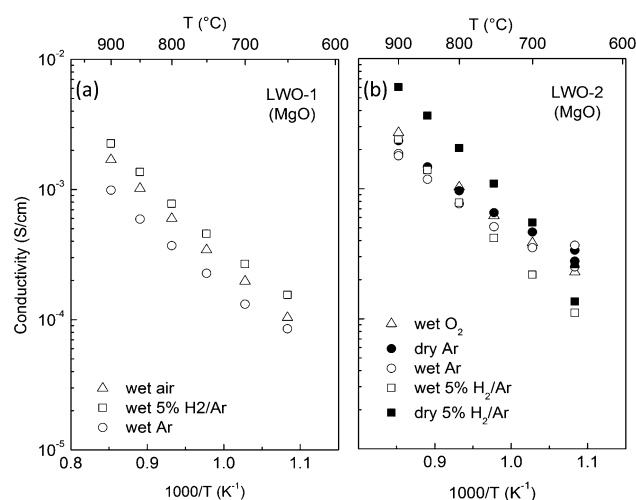 T (°C)
T (°C)
900 800 700 600
900 800 700 600
10⁻²
(a)
LWO-1
(MgO)
(b)
LWO-2
(MgO)
10⁻³
Conductivity (S/cm)
10⁻⁴
wet O₂
dry Ar
wet Ar
wet 5% H₂/Ar
dry 5% H₂/Ar
wet air
wet 5% H2/Ar
wet Ar
10⁻⁵
0.8 0.9 1.0 1.1
0.9 1.0 1.1
1000/T (K⁻¹)
1000/T (K⁻¹)